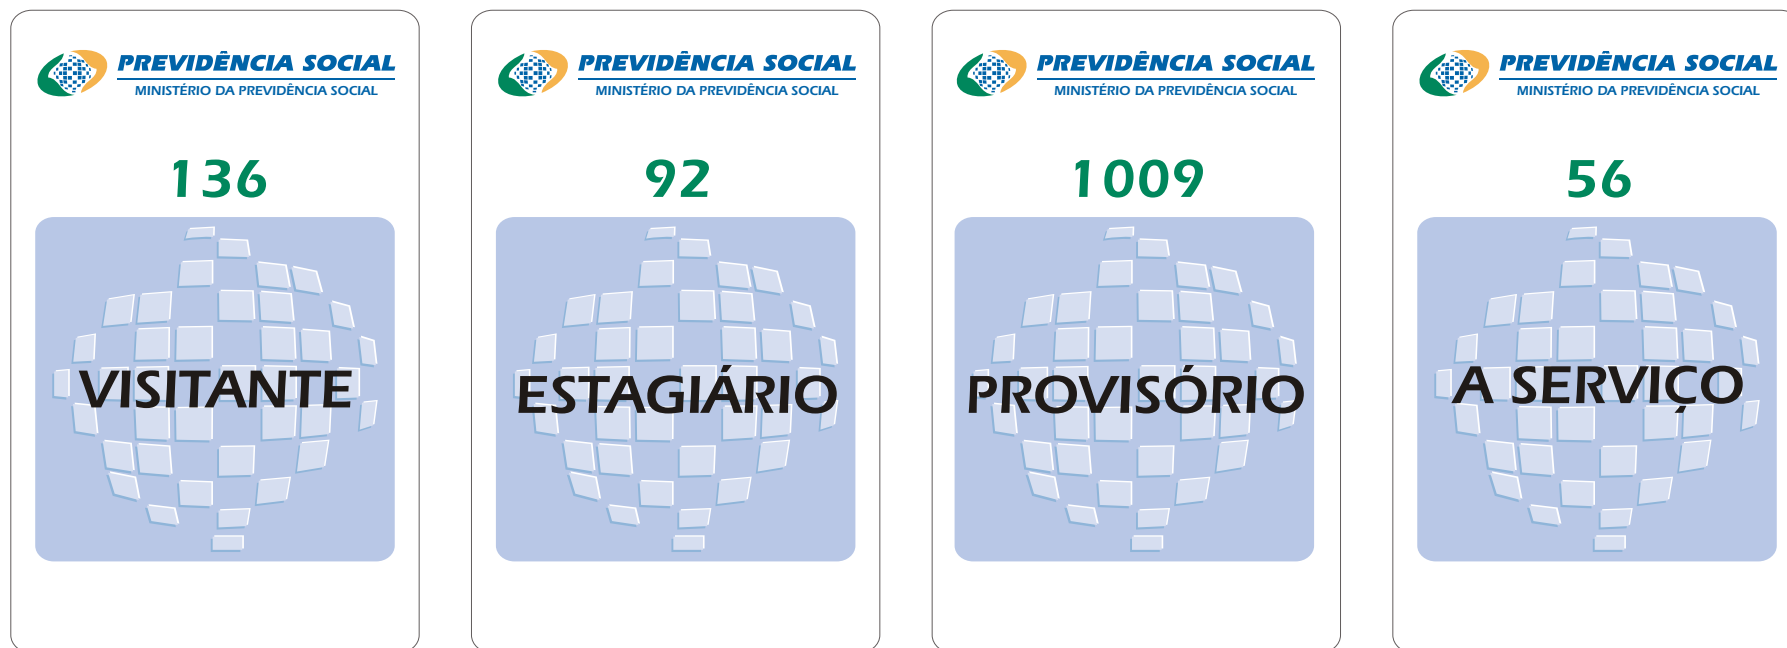 PREVIDÊNCIA SOCIAL
MINISTÉRIO DA PREVIDÊNCIA SOCIAL
136
VISITANTE
PREVIDÊNCIA SOCIAL
MINISTÉRIO DA PREVIDÊNCIA SOCIAL
92
ESTAGIÁRIO
PREVIDÊNCIA SOCIAL
MINISTÉRIO DA PREVIDÊNCIA SOCIAL
1009
PROVISÓRIO
PREVIDÊNCIA SOCIAL
MINISTÉRIO DA PREVIDÊNCIA SOCIAL
56
A SERVIÇO